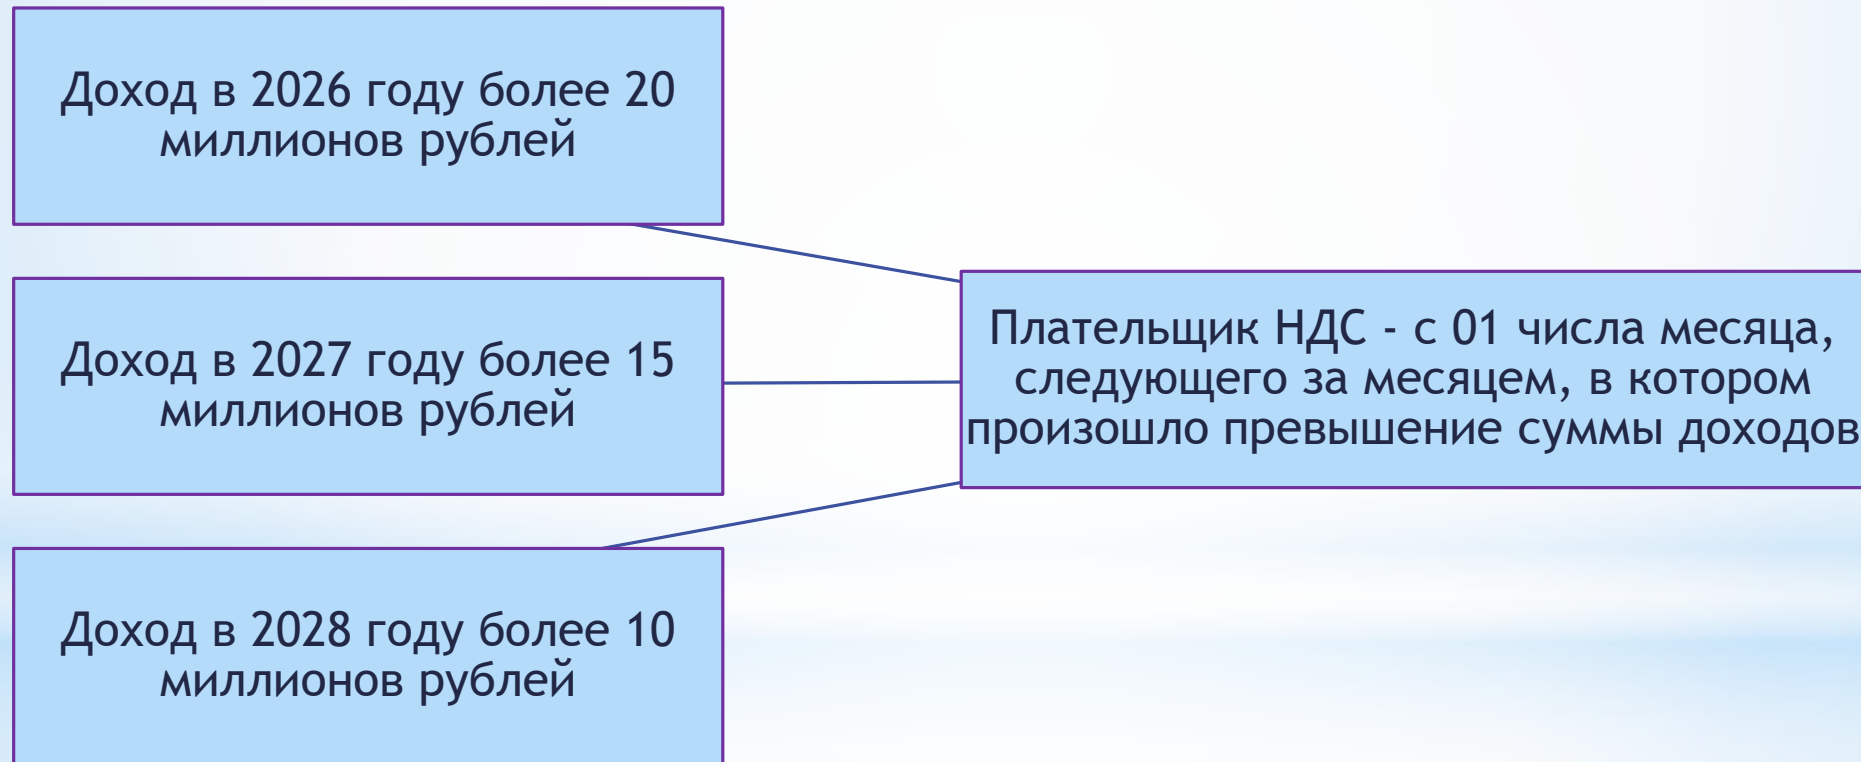 Доход в 2026 году более 20
миллионов рублей
Доход в 2027 году более 15
миллионов рублей
Доход в 2028 году более 10
миллионов рублей
Плательщик НДС - с 01 числа месяца,
следующего за месяцем, в котором
произошло превышение суммы доходов